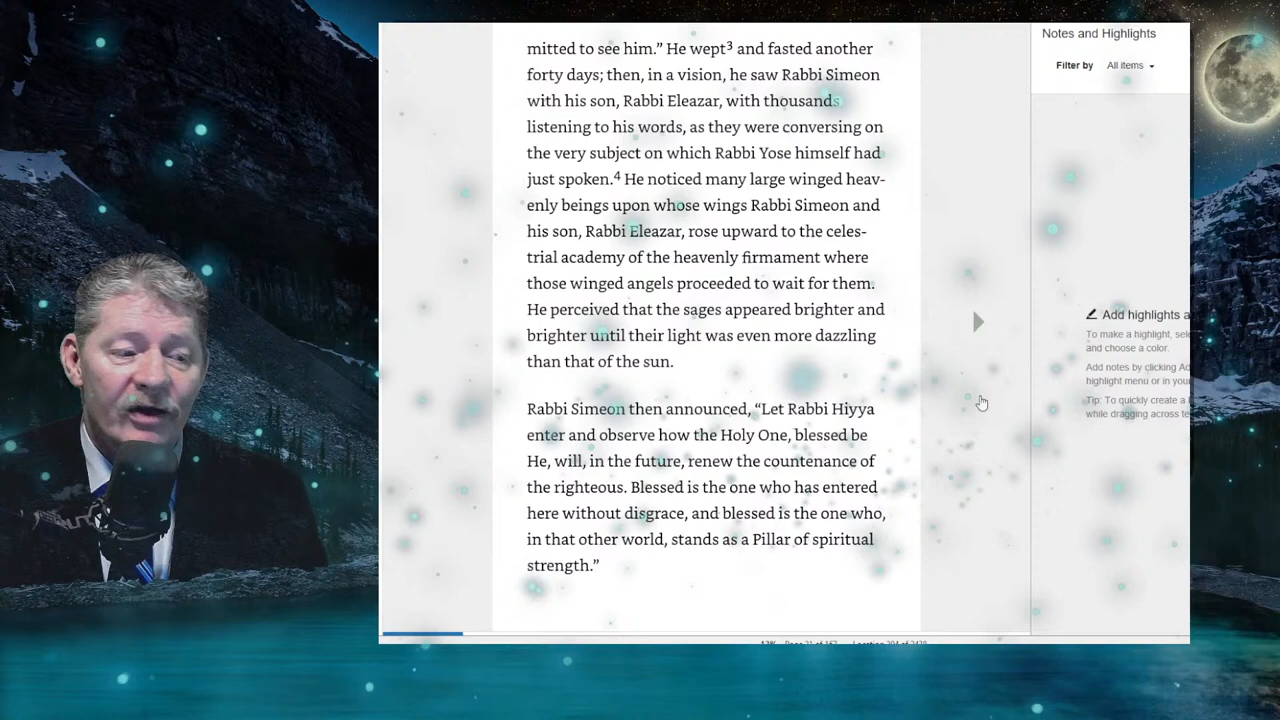 mitted to see him.” He wept³ and fasted another
forty days; then, in a vision, he saw Rabbi Simeon
with his son, Rabbi Eleazar, with thousands
listening to his words, as they were conversing on
the very subject on which Rabbi Yose himself had
just spoken.⁴ He noticed many large winged heav-
enly beings upon whose wings Rabbi Simeon and
his son, Rabbi Eleazar, rose upward to the celes-
trial academy of the heavenly firmament where
those winged angels proceeded to wait for them.
He perceived that the sages appeared brighter and
brighter until their light was even more dazzling
than that of the sun.
Rabbi Simeon then announced, “Let Rabbi Hiyya
enter and observe how the Holy One, blessed be
He, will, in the future, renew the countenance of
the righteous. Blessed is the one who has entered
here without disgrace, and blessed is the one who,
in that other world, stands as a Pillar of spiritual
strength.”
Notes and Highlights
Filter by All items
Add highlights a
To make a highlight, sele
and choose a color.
Add notes by clicking Ad
highlight menu or in your
Tip: To quickly create a
while dragging across te